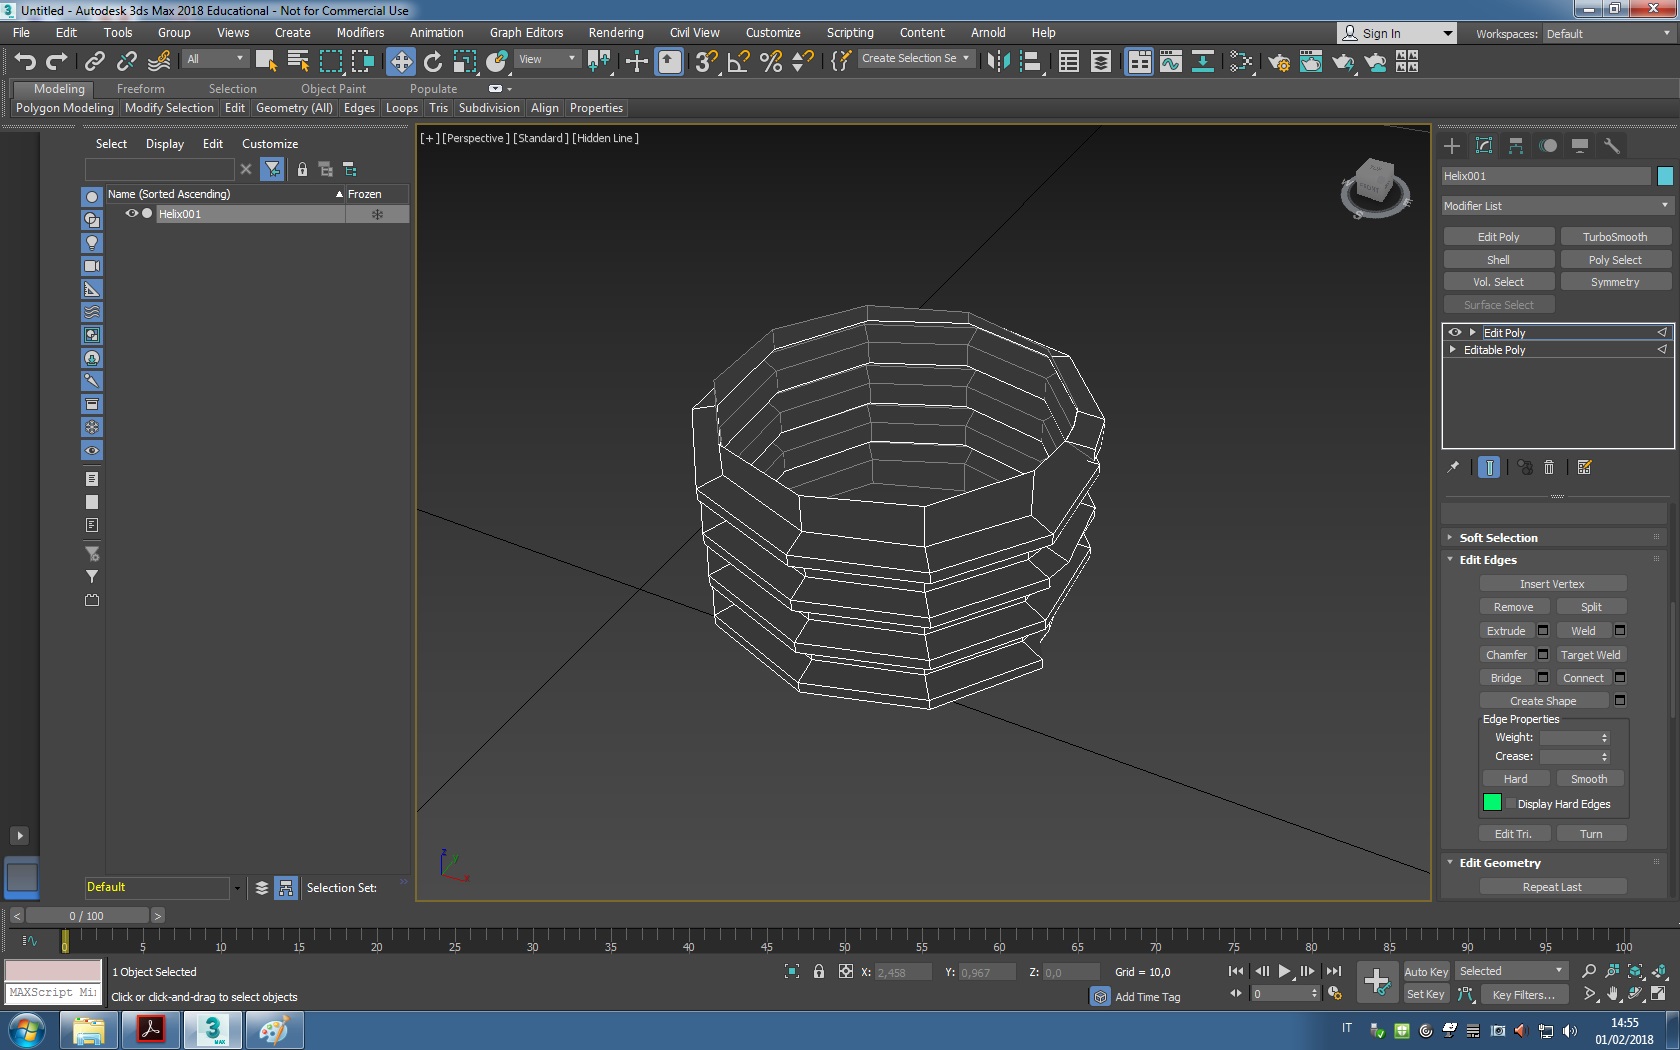 Untitled - Autodesk 3ds Max 2018 Educational - Not for Commercial Use
File Edit Tools Group Views Create Modifiers Animation Graph Editors Rendering Civil View Customize Scripting Content Arnold Help Sign In Workspaces: Default
All View Create Selection Se
Modeling Freeform Selection Object Paint Populate
Polygon Modeling Modify Selection Edit Geometry (All) Edges Loops Tris Subdivision Align Properties
Select Display Edit Customize
Name (Sorted Ascending) Frozen
Helix001
[+] [Perspective] [Standard] [Hidden Line]
TOP
FRONT
S
E
z
y
x
Helix001
Modifier List
Edit Poly TurboSmooth
Shell Poly Select
Vol. Select Symmetry
Surface Select
Edit Poly
Editable Poly
Soft Selection
Edit Edges
Insert Vertex
Remove Split
Extrude Weld
Chamfer Target Weld
Bridge Connect
Create Shape
Edge Properties
Weight:
Crease:
Hard Smooth
Display Hard Edges
Edit Tri. Turn
Edit Geometry
Repeat Last
Default Selection Set:
< 0 / 100 >
0 5 10 15 20 25 30 35 40 45 50 55 60 65 70 75 80 85 90 95 100
1 Object Selected X: 2,458 Y: 0,967 Z: 0,0 Grid = 10,0 Auto Key Selected
MAXScript Mi Click or click-and-drag to select objects Add Time Tag 0 Set Key Key Filters...
3
MAX
IT 14:55
01/02/2018